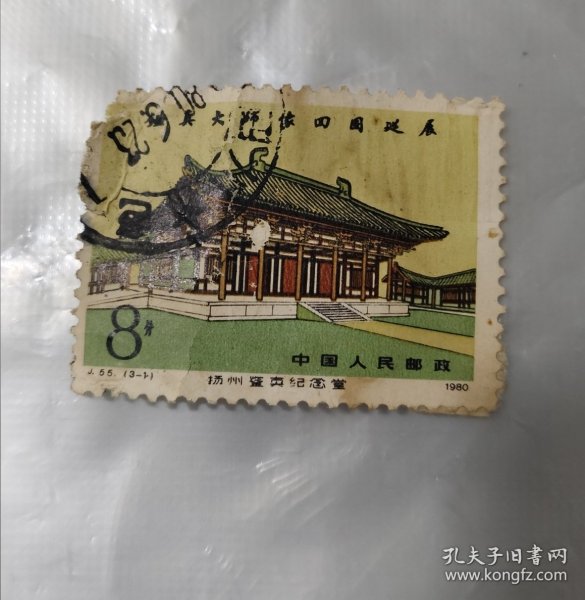 鉴真大师像回国巡展
8分
中国人民邮政
J.55.(3-1)
扬州鉴真纪念堂
1980
孔夫子旧书网
www.kongfz.com